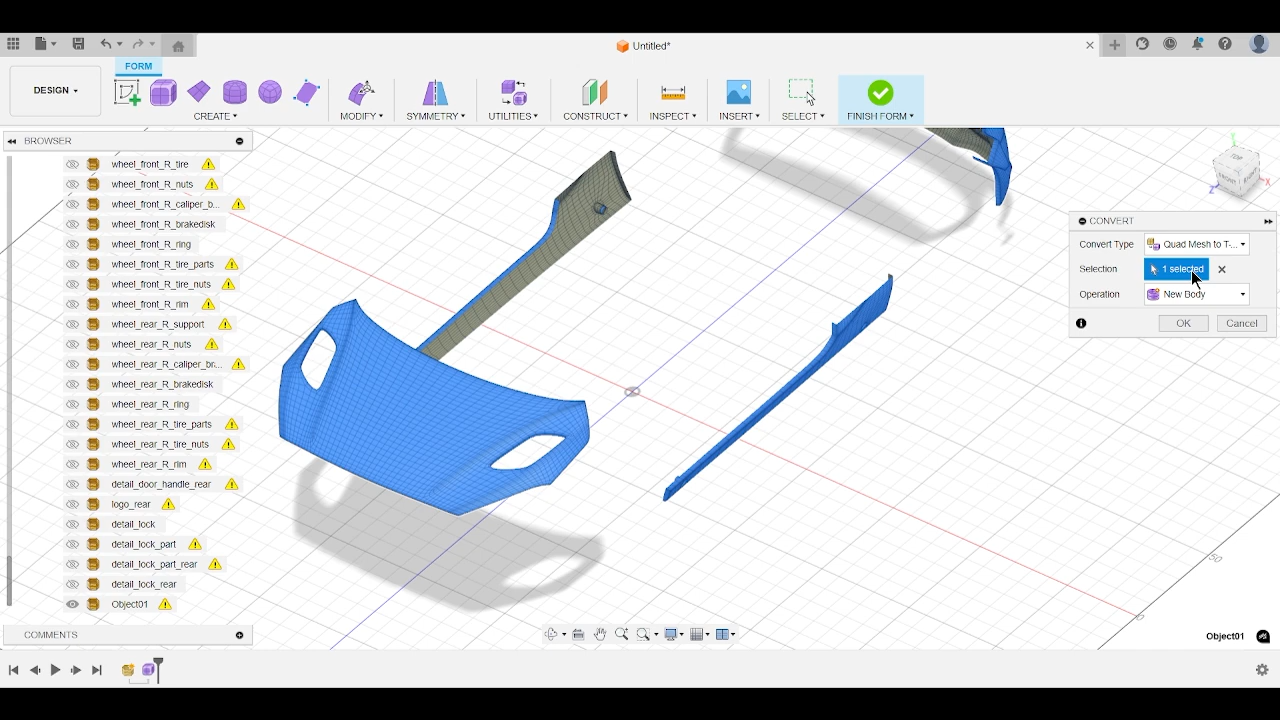 Untitled*
FORM
DESIGN
CREATE
MODIFY
SYMMETRY
UTILITIES
CONSTRUCT
INSPECT
INSERT
SELECT
FINISH FORM
BROWSER
wheel_front_R_tire
wheel_front_R_nuts
wheel_front_R_caliper_b...
wheel_front_R_brakedisk
wheel_front_R_ring
wheel_front_R_tire_parts
wheel_front_R_tire_nuts
wheel_front_R_rim
wheel_rear_R_support
wheel_rear_R_nuts
wheel_rear_R_caliper_br...
wheel_rear_R_brakedisk
wheel_rear_R_ring
wheel_rear_R_tire_parts
wheel_rear_R_tire_nuts
wheel_rear_R_rim
detail_door_handle_rear
logo_rear
detail_lock
detail_lock_part
detail_lock_part_rear
detail_lock_rear
Object01
COMMENTS
Z
X
CONVERT
Convert Type
Quad Mesh to T-...
Selection
1 selected
Operation
New Body
OK
Cancel
50
Object01